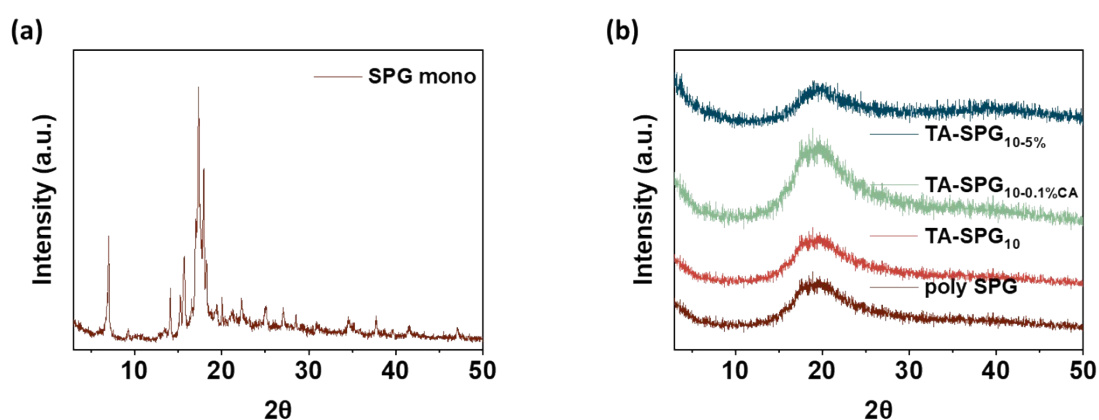 (a)
SPG mono
Intensity (a.u.)
10 20 30 40 50
2θ
(b)
TA-SPG10-5%
TA-SPG10-0.1%CA
TA-SPG10
poly SPG
Intensity (a.u.)
10 20 30 40 50
2θ